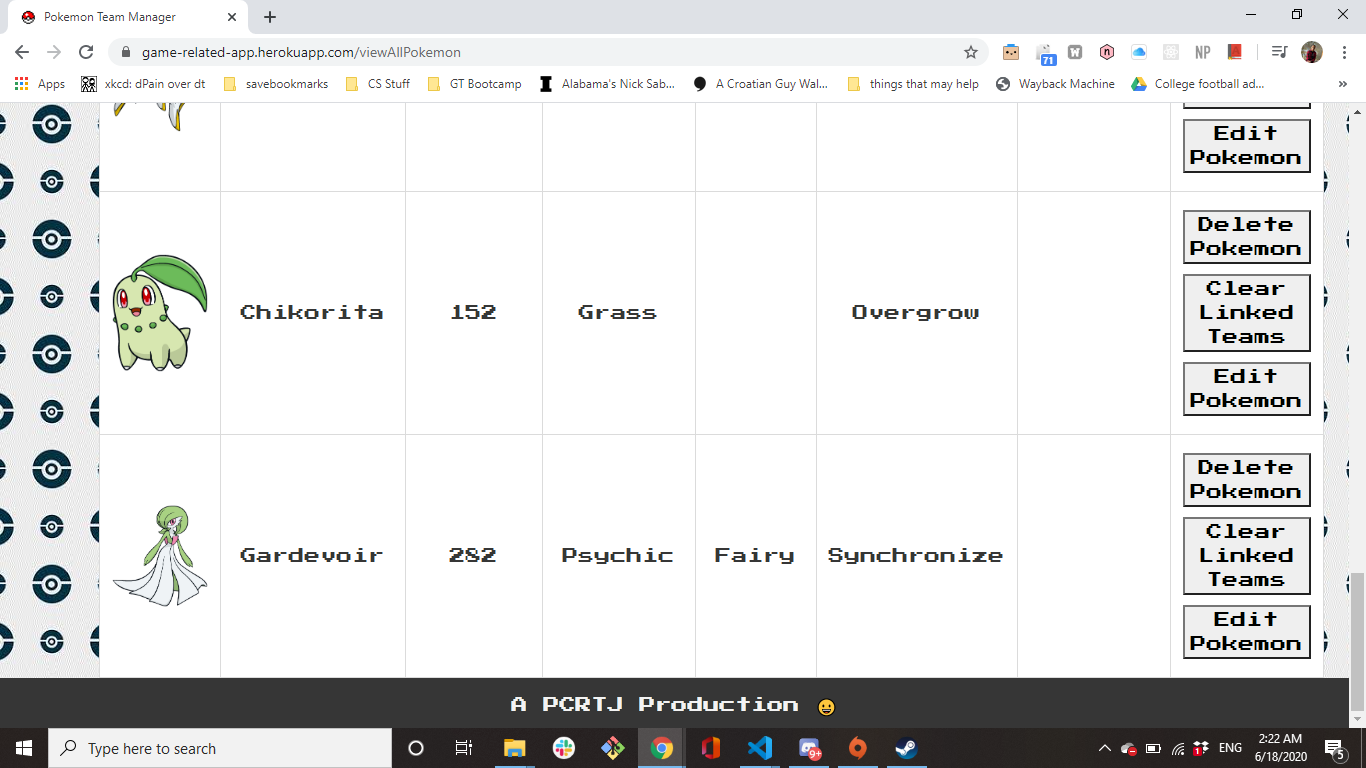 Pokemon Team Manager
game-related-app.herokuapp.com/viewAllPokemon
71
W
n
NP
Apps
xkcd: dPain over dt
savebookmarks
CS Stuff
GT Bootcamp
Alabama's Nick Sab...
A Croatian Guy Wal...
things that may help
Wayback Machine
College football ad...
»
Edit
Pokemon
Chikorita
152
Grass
Overgrow
Delete
Pokemon
Clear
Linked
Teams
Edit
Pokemon
Gardevoir
282
Psychic
Fairy
Synchronize
Delete
Pokemon
Clear
Linked
Teams
Edit
Pokemon
A PCRTJ Production 😀
Type here to search
9+
1
ENG
2:22 AM
6/18/2020
5